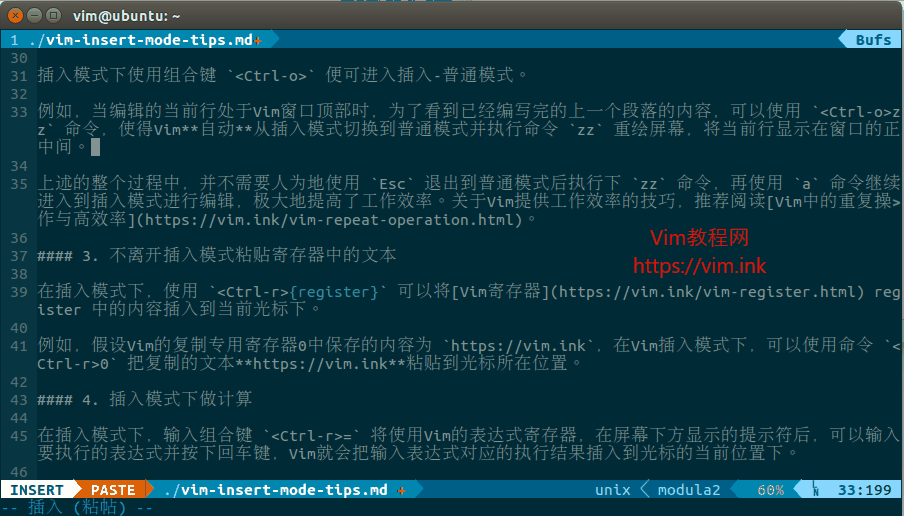 vim@ubuntu: ~
1 ./vim-insert-mode-tips.md+ Bufs
30
31 插入模式下使用组合键 `<Ctrl-o>` 便可进入插入-普通模式。
32
33 例如，当编辑的当前行处于Vim窗口顶部时，为了看到已经编写完的上一个段落的内容，可以使用 `<Ctrl-o>z
z` 命令，使得Vim**自动**从插入模式切换到普通模式并执行命令 `zz` 重绘屏幕，将当前行显示在窗口的正
中间。
34
35 上述的整个过程中，并不需要人为地使用 `Esc` 退出到普通模式后执行下 `zz` 命令，再使用 `a` 命令继续
进入到插入模式进行编辑，极大地提高了工作效率。关于Vim提供工作效率的技巧，推荐阅读[Vim中的重复操>
作与高效率](https://vim.ink/vim-repeat-operation.html)。
36
37 #### 3. 不离开插入模式粘贴寄存器中的文本
38
39 在插入模式下，使用 `<Ctrl-r>{register}` 可以将[Vim寄存器](https://vim.ink/vim-register.html) reg
ister 中的内容插入到当前光标下。
40
41 例如，假设Vim的复制专用寄存器0中保存的内容为 `https://vim.ink`，在Vim插入模式下，可以使用命令 `<
Ctrl-r>0` 把复制的文本**https://vim.ink**粘贴到光标所在位置。
42
43 #### 4. 插入模式下做计算
44
45 在插入模式下，输入组合键 `<Ctrl-r>=` 将使用Vim的表达式寄存器，在屏幕下方显示的提示符后，可以输入
要执行的表达式并按下回车键，Vim就会把输入表达式对应的执行结果插入到光标的当前位置下。
46
Vim教程网
https://vim.ink
INSERT PASTE ./vim-insert-mode-tips.md + unix modula2 60% LN 33:199
-- 插入 (粘帖) --